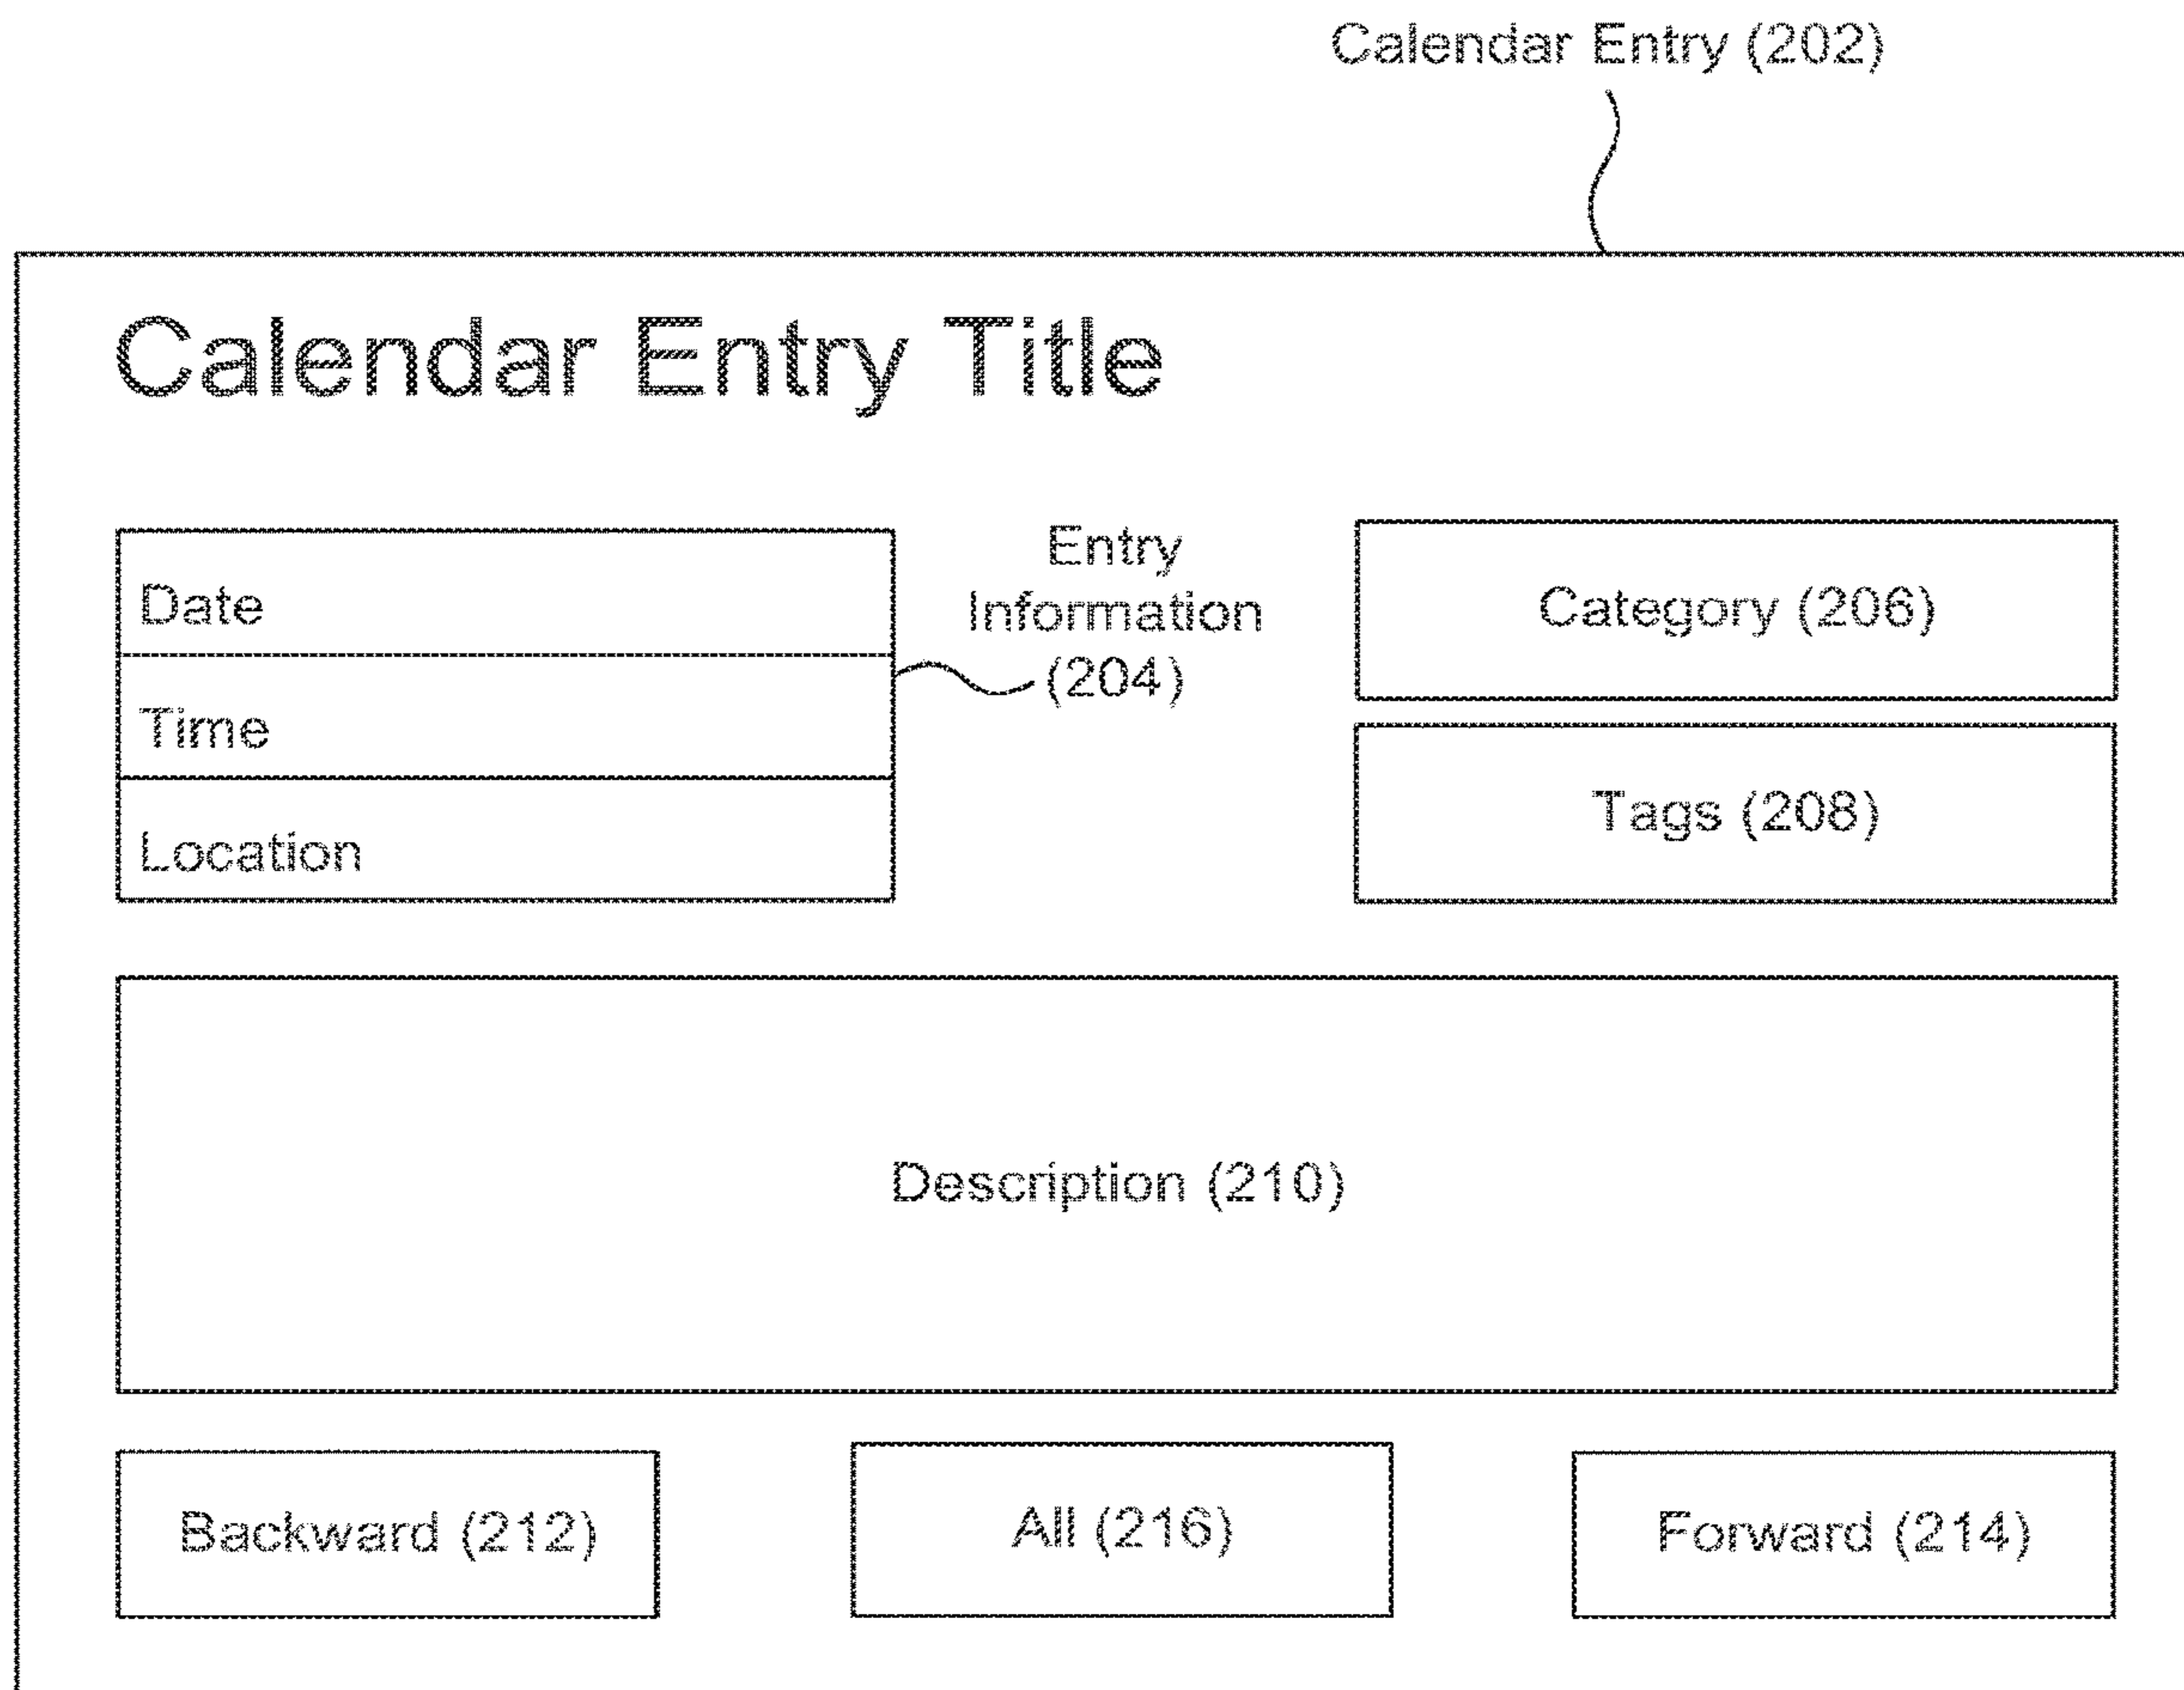 Calendar Entry (202)
Calendar Entry Title
Date
Time
Location
Entry
Information
(204)
Category (206)
Tags (208)
Description (210)
Backward (212)
All (216)
Forward (214)